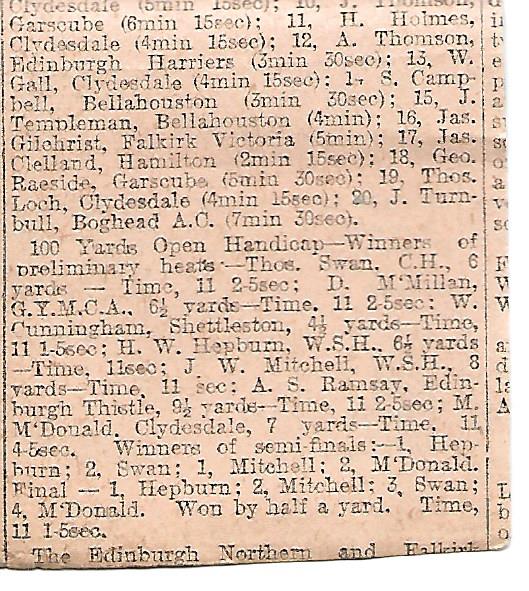 Clydesdale (5min 15sec); 10, J. Thomson,
Garscube (6min 15sec); 11, H. Holmes,
Clydesdale (4min 15sec); 12, A. Thomson,
Edinburgh Harriers (3min 30sec); 13, W.
Gall, Clydesdale (4min 15sec); 14, S. Camp-
bell, Bellahouston (3min 30sec); 15, J.
Templeman, Bellahouston (4min); 16, Jas.
Gilchrist, Falkirk Victoria (5min); 17, Jas.
Clelland, Hamilton (2min 15sec); 18, Geo.
Raeside, Garscube (5min 30sec); 19, Thos.
Loch, Clydesdale (4min 15sec); 20, J. Turn-
bull, Boghead A.C. (7min 30sec).
100 Yards Open Handicap—Winners of
preliminary heats—Thos. Swan, C.H., 6
yards — Time, 11 2-5sec; D. M'Millan,
G.Y.M.C.A., 6½ yards—Time, 11 2-5sec; W.
Cunningham, Shettleston, 4½ yards—Time,
11 1-5sec; H. W. Hepburn, W.S.H., 6½ yards
—Time, 11sec; J. W. Mitchell, W.S.H., 8
yards—Time, 11 sec; A. S. Ramsay, Edin-
burgh Thistle, 9½ yards—Time, 11 2-5sec; M.
M'Donald, Clydesdale, 7 yards—Time, 11
4-5sec. Winners of semi-finals:—1, Hep-
burn; 2, Swan; 1, Mitchell; 2, M'Donald.
Final — 1, Hepburn; 2, Mitchell; 3, Swan;
4, M'Donald. Won by half a yard. Time,
11 1-5sec.
The Edinburgh Northern and Falkirk